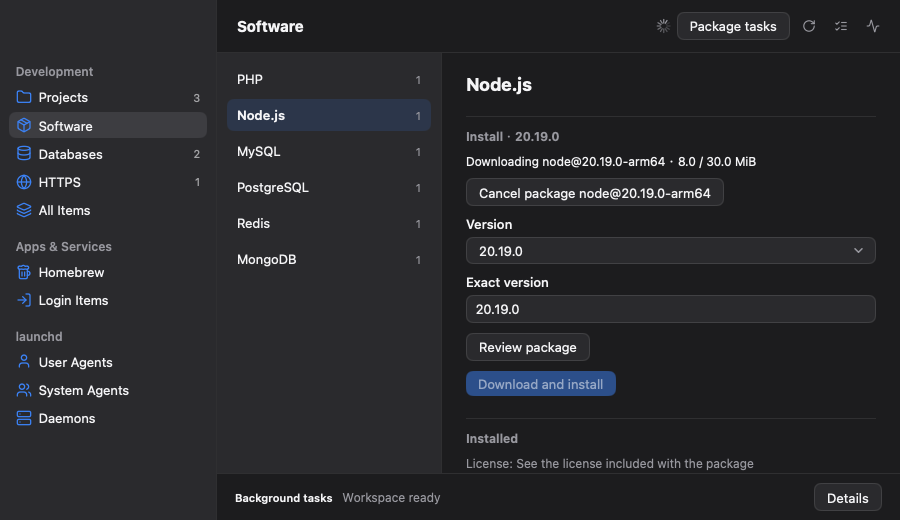 Software
Package tasks
Development
Projects 3
Software
Databases 2
HTTPS 1
All Items
Apps & Services
Homebrew
Login Items
launchd
User Agents
System Agents
Daemons
PHP 1
Node.js 1
MySQL 1
PostgreSQL 1
Redis 1
MongoDB 1
Node.js
Install · 20.19.0
Downloading node@20.19.0-arm64 · 8.0 / 30.0 MiB
Cancel package node@20.19.0-arm64
Version
20.19.0
Exact version
20.19.0
Review package
Download and install
Installed
License: See the license included with the package
Background tasks Workspace ready
Details